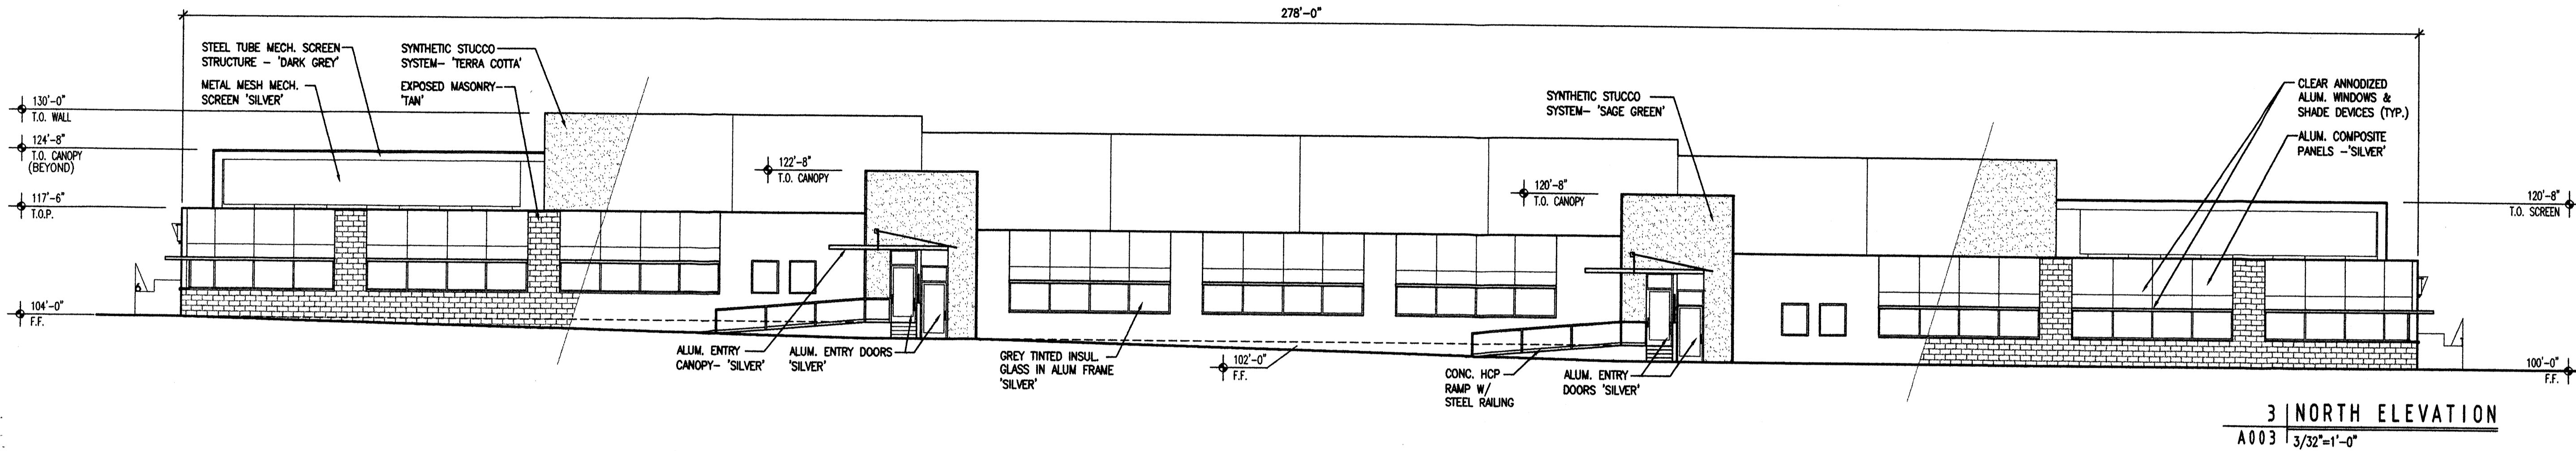 278'-0"
STEEL TUBE MECH. SCREEN
STRUCTURE - 'DARK GREY'
METAL MESH MECH.
SCREEN 'SILVER'
SYNTHETIC STUCCO
SYSTEM- 'TERRA COTTA'
EXPOSED MASONRY-
'TAN'
130'-0"
T.O. WALL
124'-8"
T.O. CANOPY
(BEYOND)
117'-6"
T.O.P.
104'-0"
F.F.
122'-8"
T.O. CANOPY
SYNTHETIC STUCCO
SYSTEM- 'SAGE GREEN'
120'-8"
T.O. CANOPY
CLEAR ANNODIZED
ALUM. WINDOWS &
SHADE DEVICES (TYP.)
ALUM. COMPOSITE
PANELS -'SILVER'
120'-8"
T.O. SCREEN
ALUM. ENTRY
CANOPY- 'SILVER'
ALUM. ENTRY DOORS
'SILVER'
GREY TINTED INSUL.
GLASS IN ALUM FRAME
'SILVER'
102'-0"
F.F.
CONC. HCP
RAMP W/
STEEL RAILING
ALUM. ENTRY
DOORS 'SILVER'
100'-0"
F.F.
3 NORTH ELEVATION
A003 3/32"=1'-0"